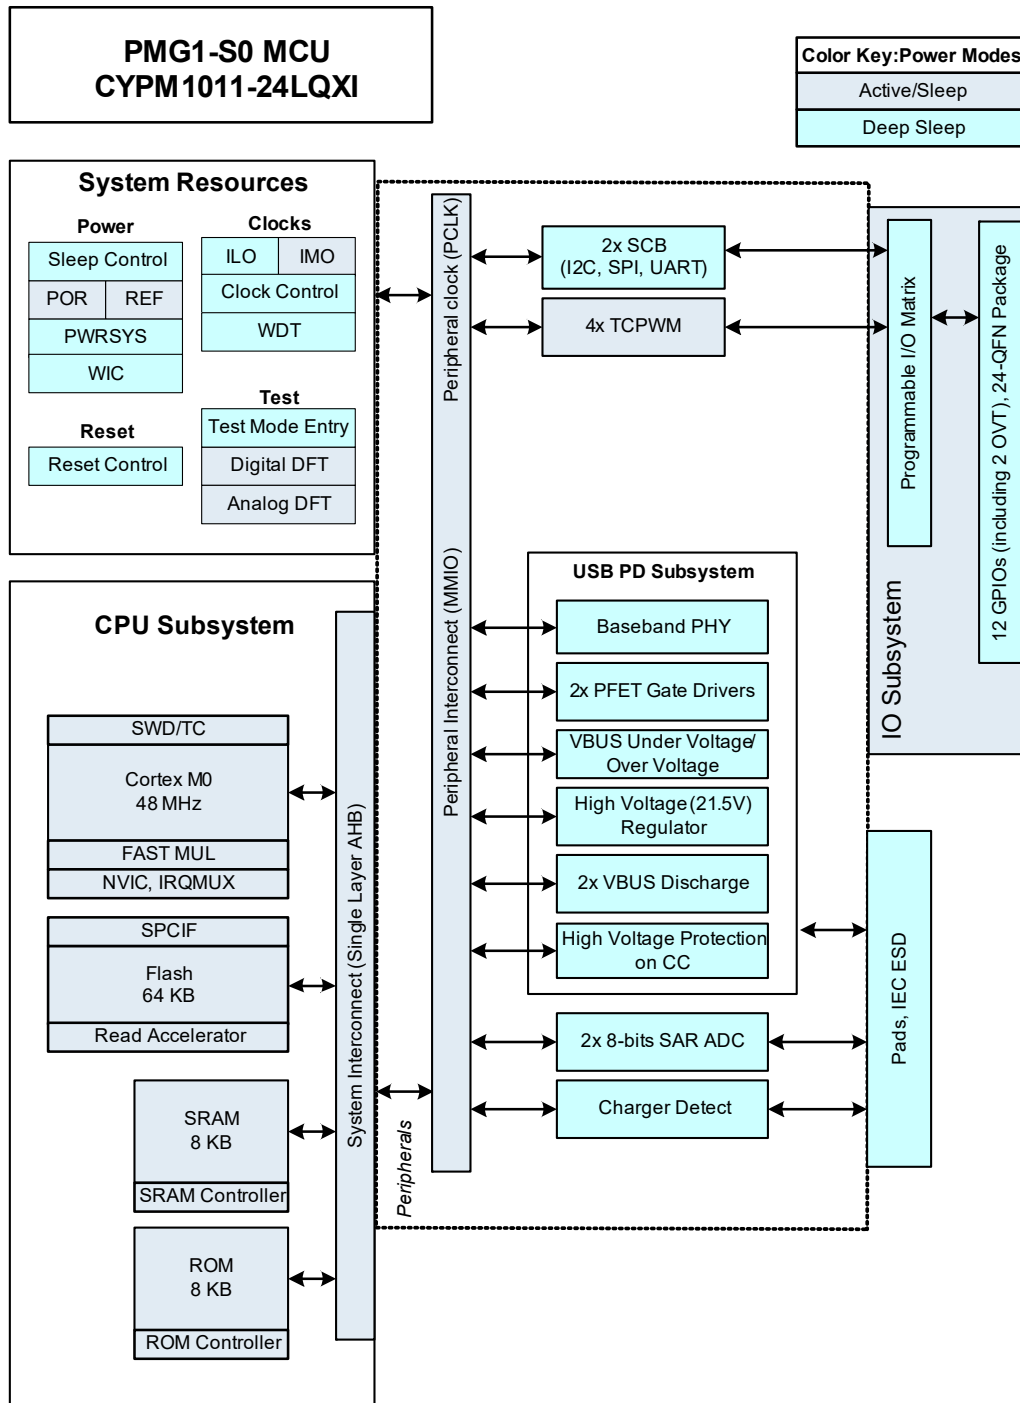 PMG1-S0 MCU
CYPM1011-24LQXI
Color Key:Power Modes
Active/Sleep
Deep Sleep
System Resources
Power
Sleep Control
POR
REF
PWRSYS
WIC
Reset
Reset Control
Clocks
ILO
IMO
Clock Control
WDT
Test
Test Mode Entry
Digital DFT
Analog DFT
CPU Subsystem
SWD/TC
Cortex M0
48 MHz
FAST MUL
NVIC, IRQMUX
SPCIF
Flash
64 KB
Read Accelerator
SRAM
8 KB
SRAM Controller
ROM
8 KB
ROM Controller
System Interconnect (Single Layer AHB)
Peripherals
Peripheral clock (PCLK)
Peripheral Interconnect (MMIO)
2x SCB
(I2C, SPI, UART)
4x TCPWM
USB PD Subsystem
Baseband PHY
2x PFET Gate Drivers
VBUS Under Voltage/
Over Voltage
High Voltage (21.5V)
Regulator
2x VBUS Discharge
High Voltage Protection
on CC
2x 8-bits SAR ADC
Charger Detect
Programmable I/O Matrix
IO Subsystem
12 GPIOs (including 2 OVT), 24-QFN Package
Pads, IEC ESD